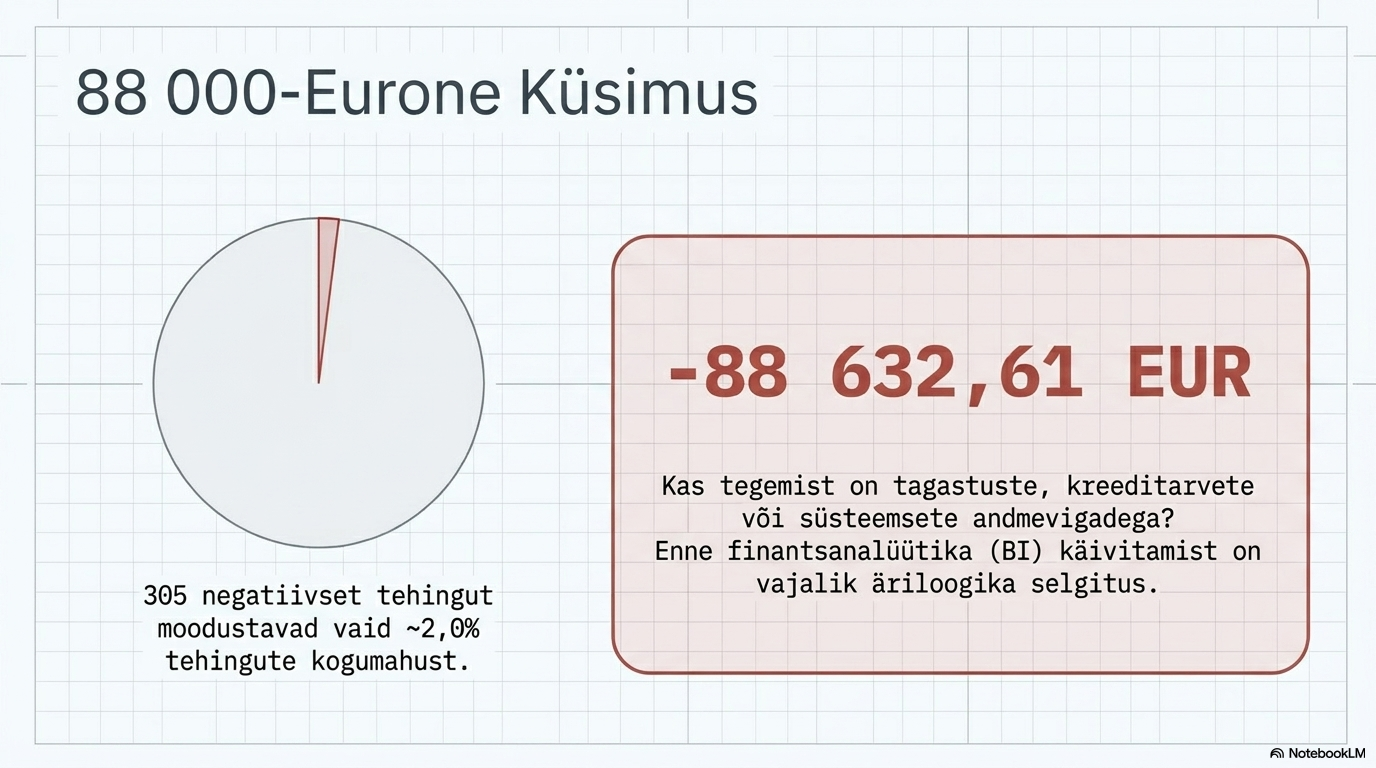 88 000-Eurone Küsimus
305 negatiivset tehingut
moodustavad vaid ~2,0%
tehingute kogumahust.
-88 632,61 EUR
Kas tegemist on tagastuste, kreeditarvete
või süsteemsete andmevigadega?
Enne finantsanalüütika (BI) käivitamist on
vajalik äriloogika selgitus.
NotebookLM